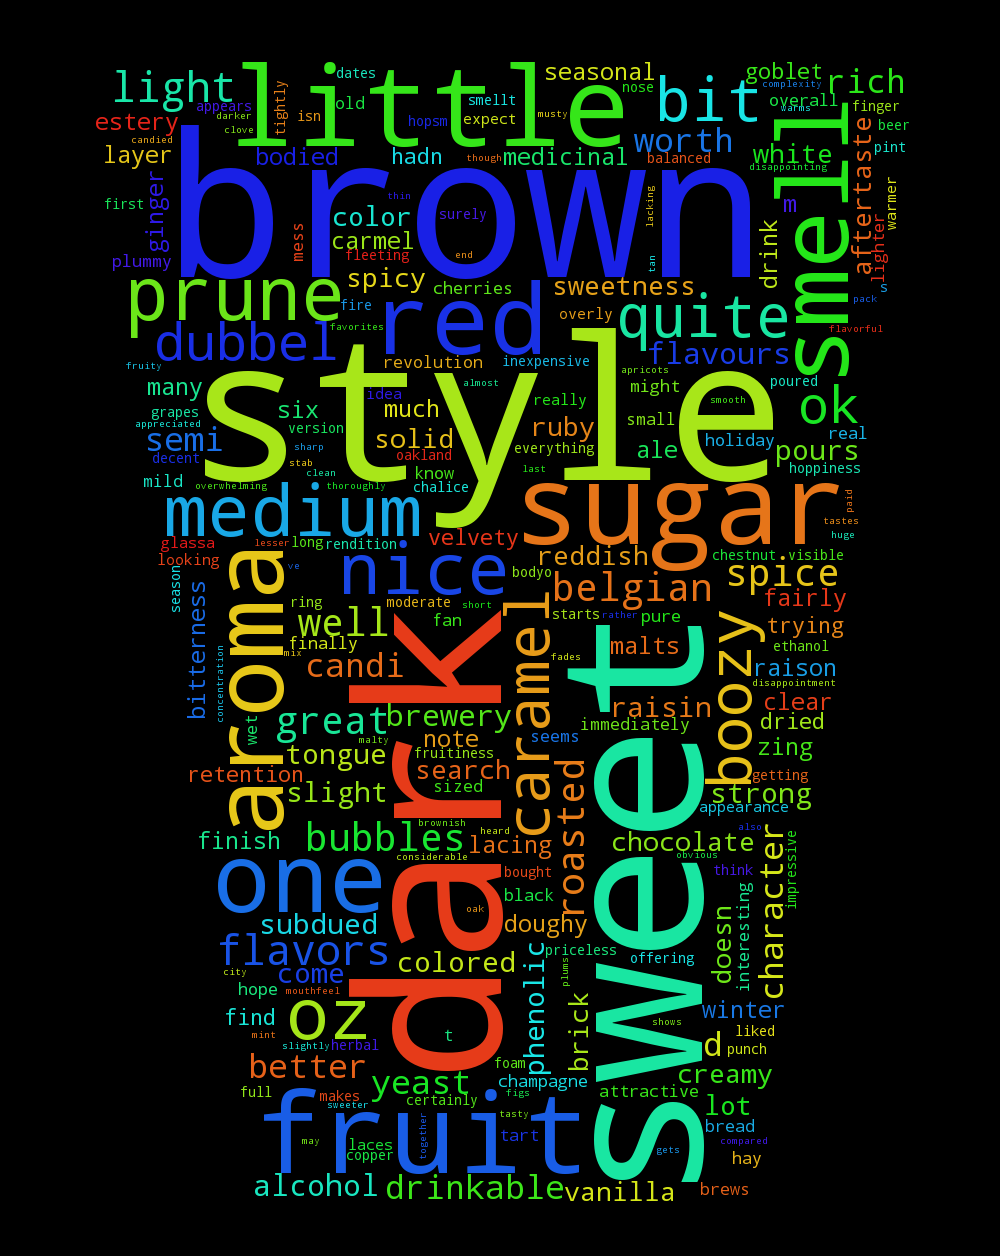 little
light
seasonal
goblet
rich
dates
nose
complexity
bit
appears
old
smellt
overall
finger
warms
estery
darker
tightly
isn
hopsm
expect
musty
beer
candied
clove
worth
pint
layer
bodied
hadn
though
medicinal
balanced
white
disappointing
smell
aftertaste
brown
thin
lacking
first
ginger
color
surely
m
warmer
mess
carmel
drink
lighter
plummy
fleeting
end
tan
prune
spicy
cherries
sweetness
s
fire
red
overly
quite
pack
favorites
flavorful
dubbel
revolution
inexpensive
flavours
fruity
style
idea
almost
apricots
many
might
poured
grapes
six
much
really
smooth
ok
appreciated
version
ruby
small
semi
sharp
solid
everything
ale
holiday
real
decent
stab
oakland
pours
clean
know
last
hoppiness
mild
overwhelming
thoroughly
chalice
sugar
paid
medium
tastes
huge
glassa
lesser
long
rendition
velvety
reddish
chestnut
visible
looking
nice
season
ve
bodyo
belgian
spice
aroma
ring
moderate
short
caramel
starts
rather
pure
fairly
bitterness
well
fan
trying
finally
malts
boozy
ethanol
mix
candi
dark
fades
sweet
raison
concentration
disappointment
raisin
clear
great
brewery
immediately
dried
wet
malty
note
seems
tongue
fruitiness
zing
retention
search
roasted
getting
slight
sized
strong
appearance
brownish
finish
bubbles
heard
lacing
chocolate
also
character
impressive
considerable
obvious
one
bought
think
black
interesting
oak
subdued
doughy
doesn
flavors
priceless
colored
phenolic
plums
offering
city
come
hope
mouthfeel
brick
oz
winter
find
shows
liked
mint
t
d
punch
slightly
herbal
better
foam
yeast
champagne
creamy
full
makes
certainly
figs
attractive
sweeter
lot
fruit
together
tasty
bread
may
laces
tart
compared
copper
gets
hay
alcohol
drinkable
vanilla
brews